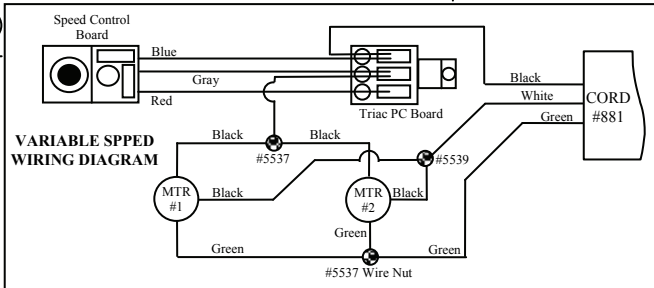 Speed Control
Board
Blue
Gray
Red
Triac PC Board
Black
White
Green
CORD
#881
VARIABLE SPPED
WIRING DIAGRAM
Black
Black
#5537
#5539
MTR
#1
Black
MTR
#2
Black
Green
Green
Green
#5537 Wire Nut